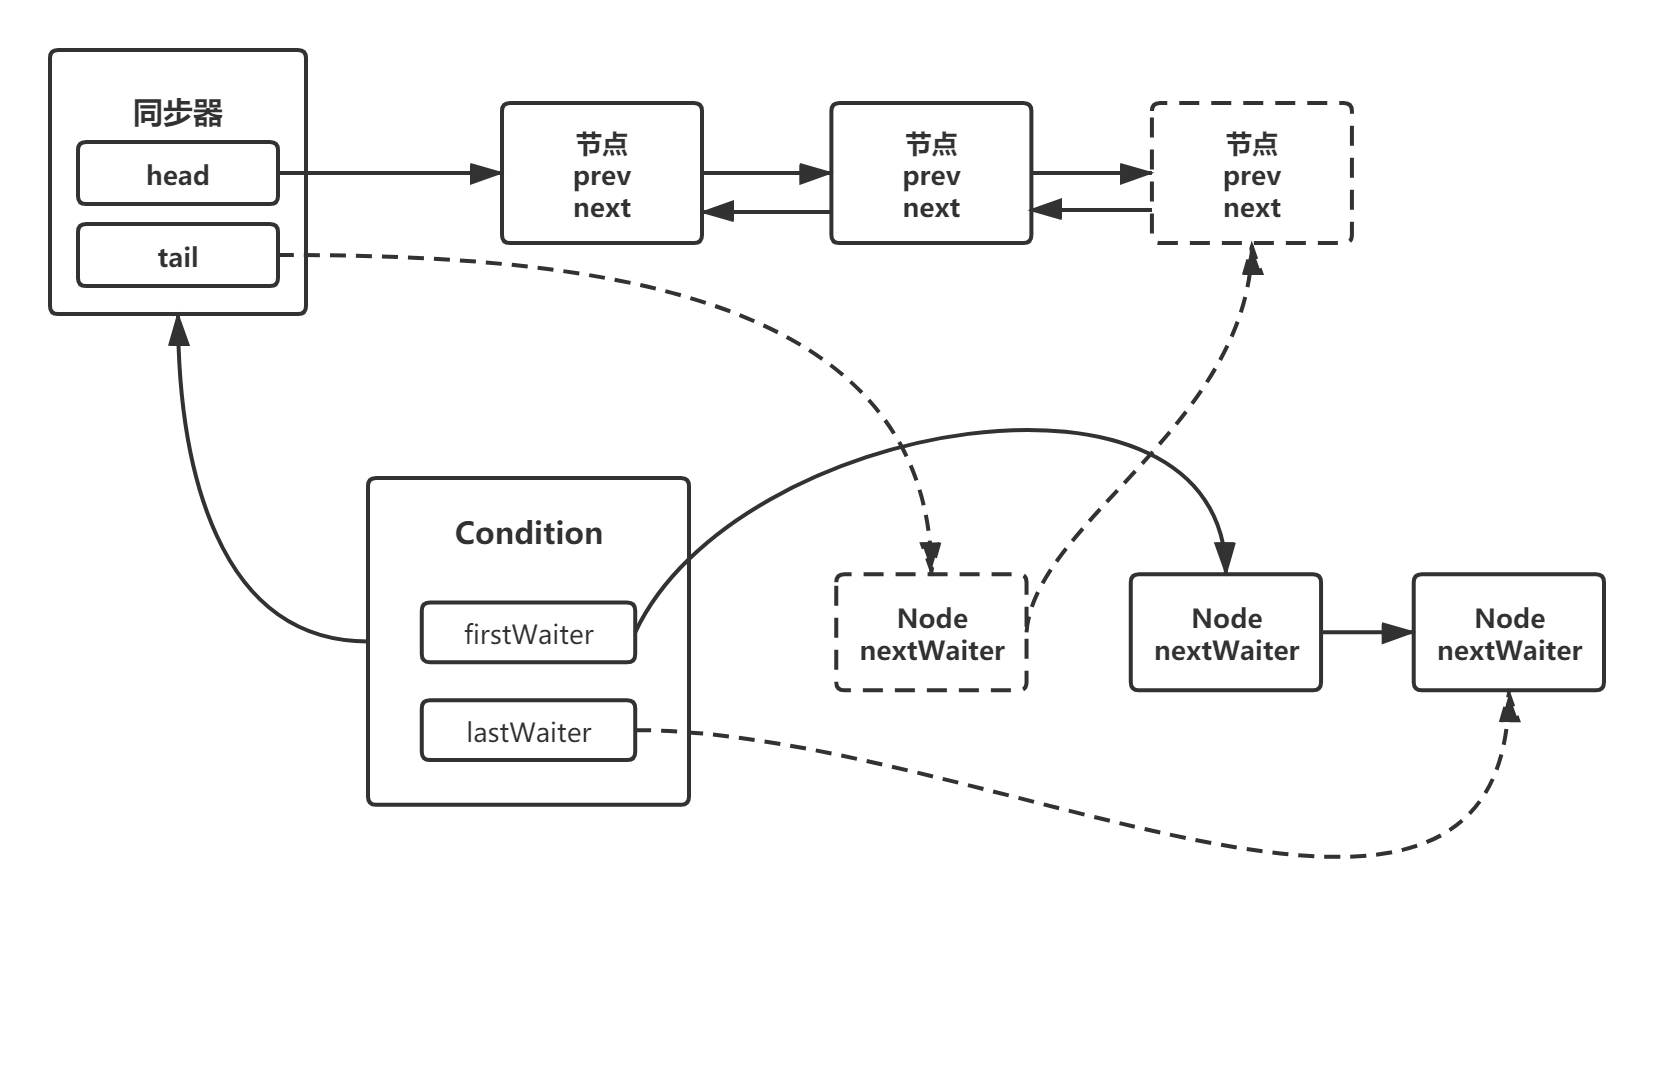 同步器
head
tail
节点
prev
next
节点
prev
next
节点
prev
next
Condition
firstWaiter
lastWaiter
Node
nextWaiter
Node
nextWaiter
Node
nextWaiter